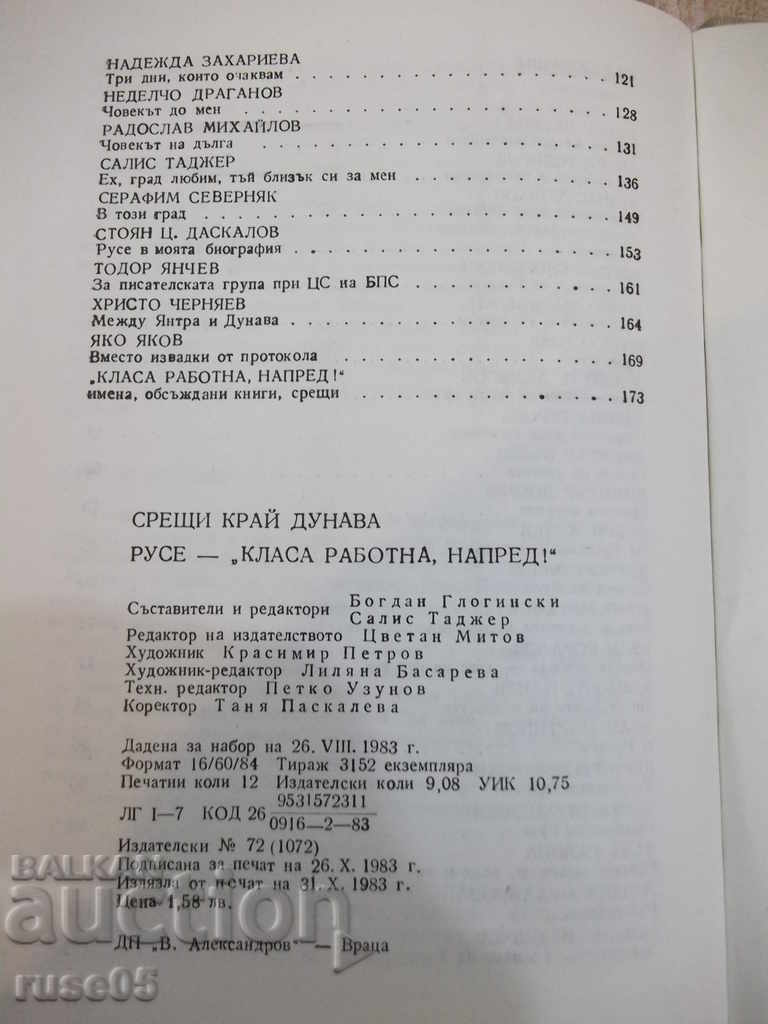 НАДЕЖДА ЗАХАРИЕВА
Три дни, които очаквам . . . . . . . . . . . . . . . . 121
НЕДЕЛЧО ДРАГАНОВ
Човекът до мен . . . . . . . . . . . . . . . . . . 128
РАДОСЛАВ МИХАЙЛОВ
Човекът на дълга . . . . . . . . . . . . . . . . . . 131
САЛИС ТАДЖЕР
Ех, град любим, тъй близък си за мен . . . . . . . . . . . 136
СЕРАФИМ СЕВЕРНЯК
В този град . . . . . . . . . . . . . . . . . . . . 149
СТОЯН Ц. ДАСКАЛОВ
Русе в моята биография . . . . . . . . . . . . . . . . 153
ТОДОР ЯНЧЕВ
За писателската група при ЦС на БПС . . . . . . . . . . . 161
ХРИСТО ЧЕРНЯЕВ
Между Янтра и Дунава . . . . . . . . . . . . . . . . . 164
ЯКО ЯКОВ
Вместо извадки от протокола . . . . . . . . . . . . . . 169
„КЛАСА РАБОТНА, НАПРЕД!“
имена, обсъждани книги, срещи . . . . . . . . . . . . . 173
СРЕЩИ КРАЙ ДУНАВА
РУСЕ — „КЛАСА РАБОТНА, НАПРЕД!“
Съставители и редактори Богдан Глогински
Салис Таджер
Редактор на издателството Цветан Митов
Художник Красимир Петров
Художник-редактор Лиляна Басарева
Техн. редактор Петко Узунов
Коректор Таня Паскалева
Дадена за набор на 26. VIII. 1983 г.
Формат 16/60/84 Тираж 3152 екземпляра
Печатни коли 12 Издателски коли 9,08 УИК 10,75
9531572311
ЛГ I—7 КОД 26
0916—2—83
Издателски № 72 (1072)
Подписана за печат на 26. X. 1983 г.
Излязла от печат на 31. X. 1983 г.
Цена 1,58 лв.
ДП „В. Александров“ — Враца
BALKAN
auction
ruse05